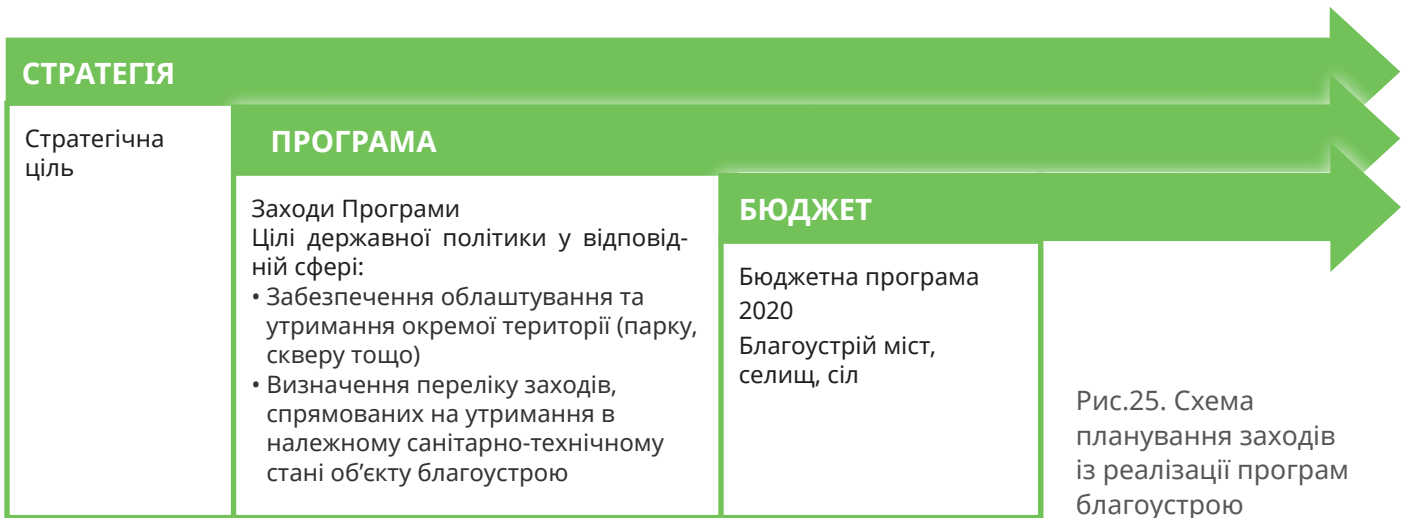 СТРАТЕГІЯ
Стратегічна
ціль
ПРОГРАМА
Заходи Програми
Цілі державної політики у відповід-
ній сфері:
• Забезпечення облаштування та
утримання окремої території (парку,
скверу тощо)
• Визначення переліку заходів,
спрямованих на утримання в
належному санітарно-технічному
стані об’єкту благоустрою
БЮДЖЕТ
Бюджетна програма
2020
Благоустрій міст,
селищ, сіл
Рис.25. Схема
планування заходів
із реалізації програм
благоустрою